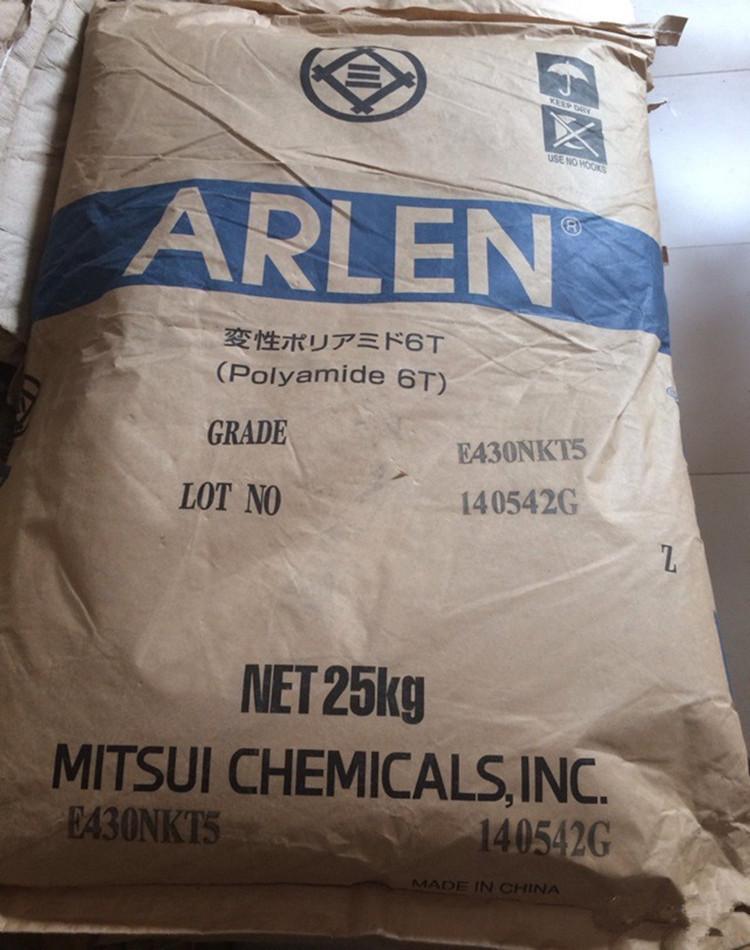 KEEP DRY
USE NO HOOKS
ARLEN®
変性ポリアミド6T
(Polyamide 6T)
GRADE E430NKT5
LOT NO 140542G
Z
NET 25kg
MITSUI CHEMICALS, INC.
E430NKT5 140542G
MADE IN CHINA